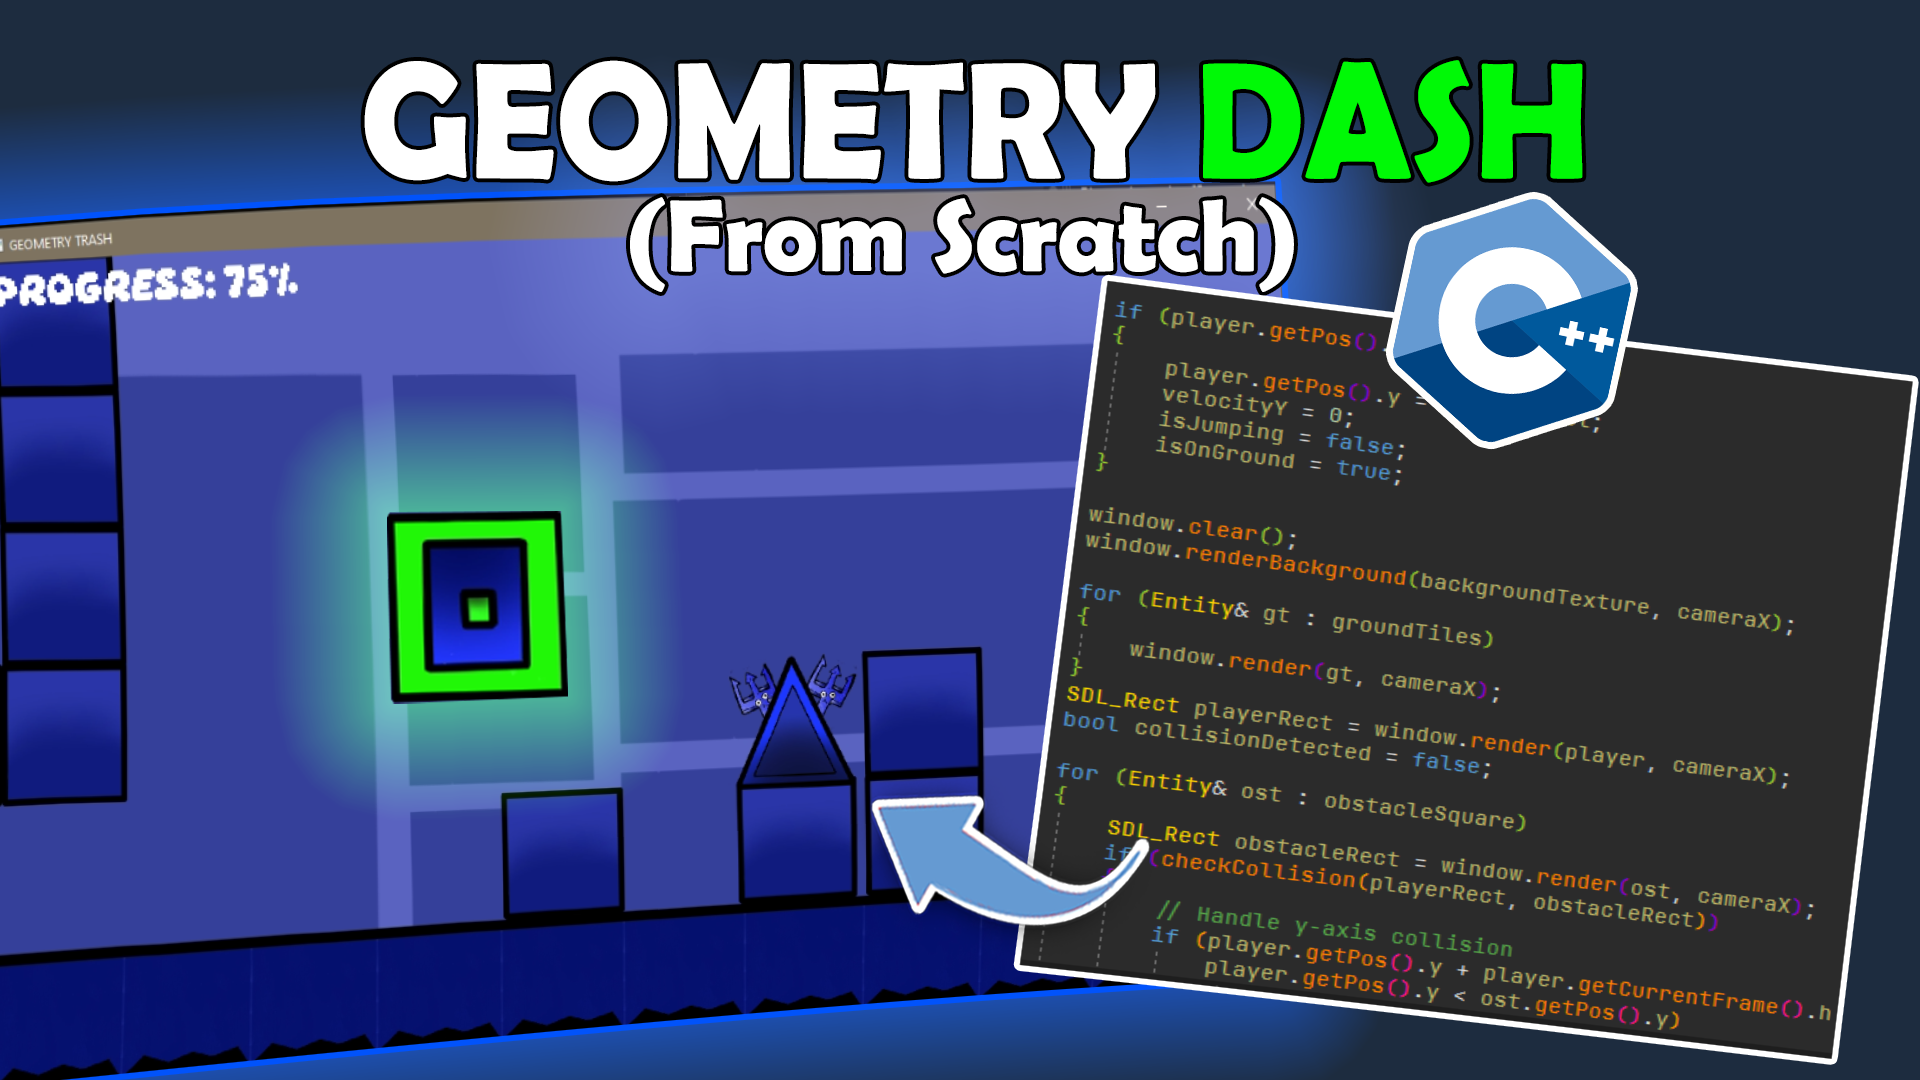 GEOMETRY DASH
(From Scratch)
GEOMETRY TRASH
PROGRESS: 75%
C++
if (player.getPos().
{
player.getPos().y =
velocityY = 0;
isJumping = false;
isOnGround = true;
}
window.clear();
window.renderBackground(backgroundTexture, cameraX);
for (Entity& gt : groundTiles)
{
window.render(gt, cameraX);
}
SDL_Rect playerRect = window.render(player, cameraX);
bool collisionDetected = false;
for (Entity& ost : obstacleSquare)
{
SDL_Rect obstacleRect = window.render(ost, cameraX);
if (checkCollision(playerRect, obstacleRect))
// Handle y-axis collision
if (player.getPos().y + player.getCurrentFrame().h
player.getPos().y < ost.getPos().y)